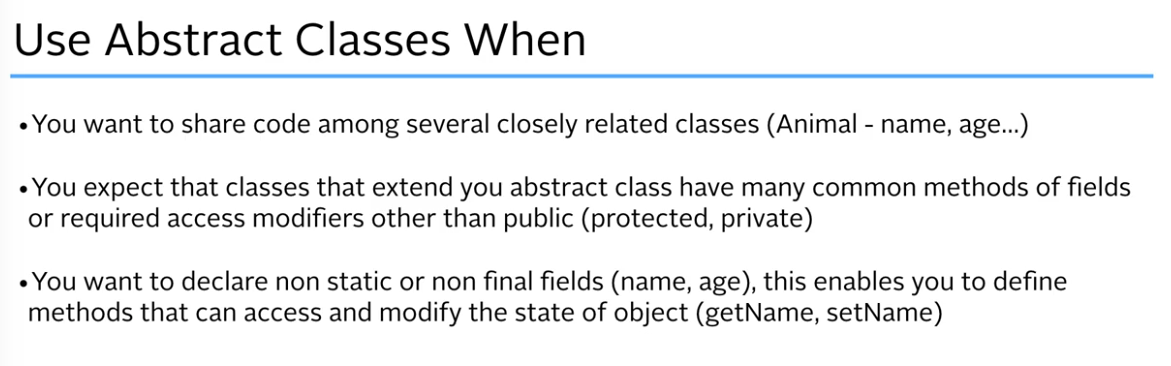 Use Abstract Classes When
•You want to share code among several closely related classes (Animal - name, age...)
•You expect that classes that extend you abstract class have many common methods of fields
or required access modifiers other than public (protected, private)
•You want to declare non static or non final fields (name, age), this enables you to define
methods that can access and modify the state of object (getName, setName)